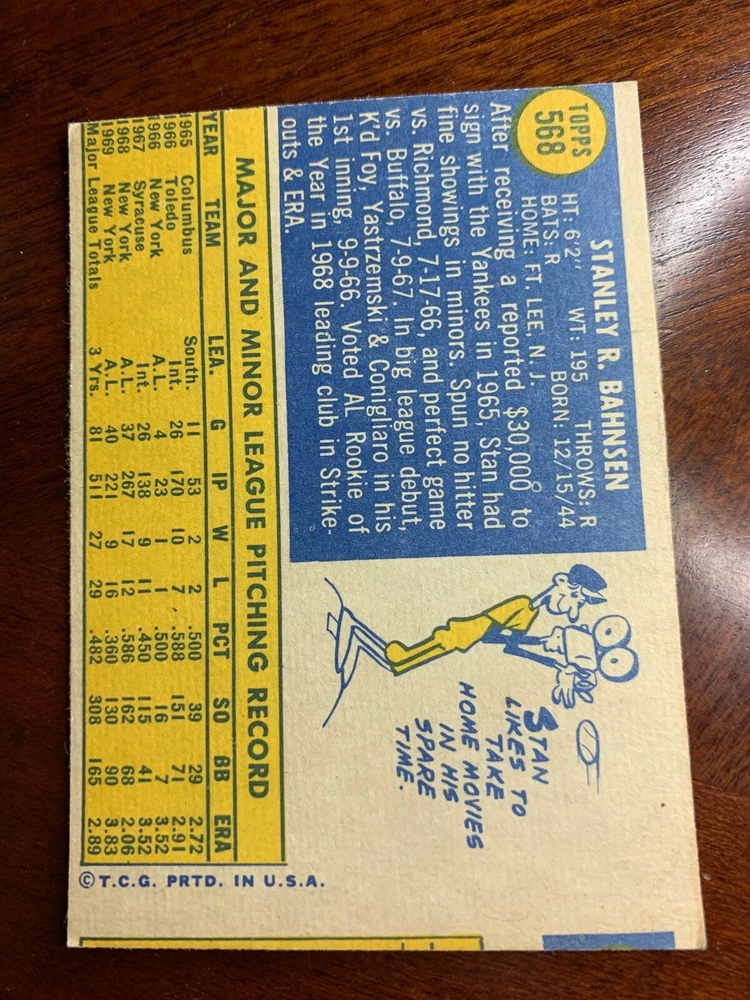 TOPPS
568
STANLEY R. BAHNSEN
HT: 6'2" THROWS: R
WT: 195
BATS: R BORN: 12/15/44
HOME: FT. LEE, N. J.
After receiving a reported $30,000 to
sign with the Yankees in 1965, Stan had
fine showings in minors. Spun no hitter
vs. Richmond, 7-17-66, and perfect game
vs. Buffalo, 7-9-67. In big league debut,
K'd Foy, Yastrzemski & Conigliaro in his
1st inning, 9-9-66. Voted AL Rookie of
the Year in 1968 leading club in Strike-
outs & ERA.
STAN
LIKES TO
TAKE
HOME MOVIES
IN HIS
SPARE
TIME.
MAJOR AND MINOR LEAGUE PITCHING RECORD
YEAR TEAM LEA. G IP W L PCT SO BB ERA
1965 Columbus South. 11 53 2 2 .500 39 29 2.72
1966 Toledo Int. 26 170 10 7 .588 151 71 2.91
1966 New York A.L. 4 23 1 1 .500 16 7 3.52
1967 Syracuse Int. 26 138 9 11 .450 115 41 3.52
1968 New York A.L. 37 267 17 12 .586 162 68 2.06
1969 New York A.L. 40 221 9 16 .360 130 90 3.83
Major League Totals 3 Yrs. 81 511 27 29 .482 308 165 2.89
©T.C.G. PRTD. IN U.S.A.